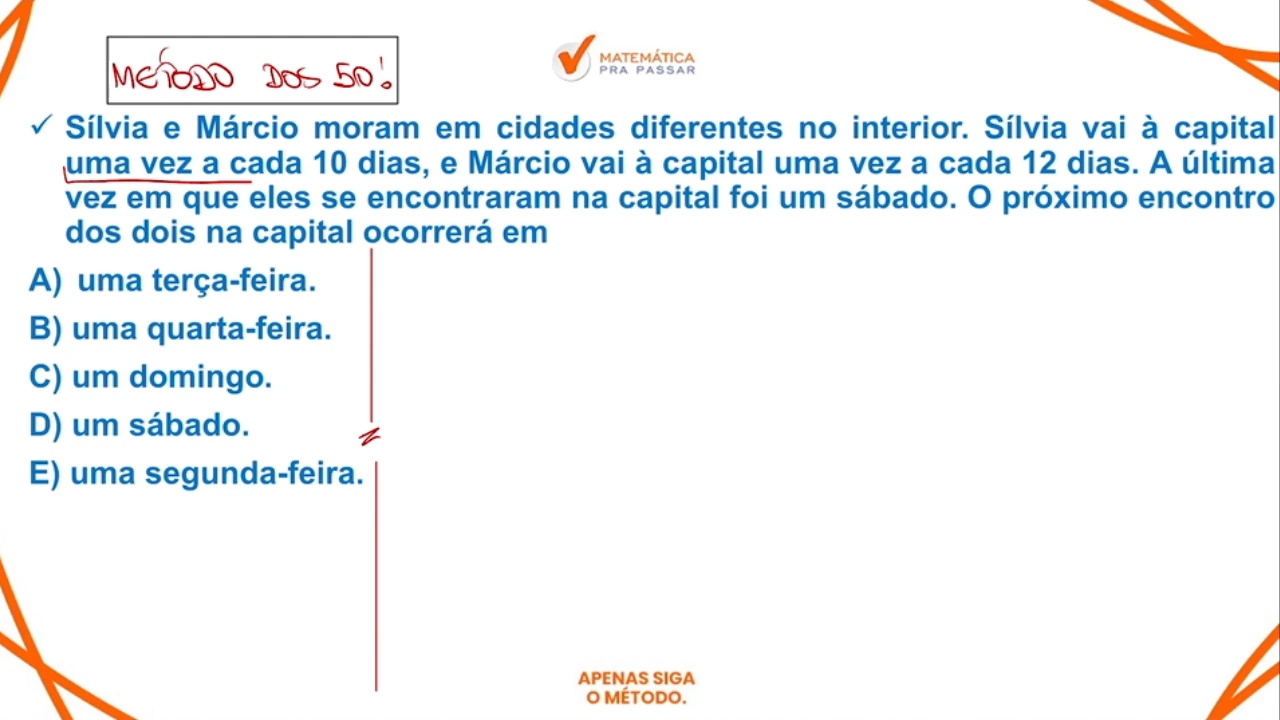 METÓDO DOS 50!
MATEMÁTICA
PRA PASSAR
✓ Sílvia e Márcio moram em cidades diferentes no interior. Sílvia vai à capital
uma vez a cada 10 dias, e Márcio vai à capital uma vez a cada 12 dias. A última
vez em que eles se encontraram na capital foi um sábado. O próximo encontro
dos dois na capital ocorrerá em
A) uma terça-feira.
B) uma quarta-feira.
C) um domingo.
D) um sábado.
E) uma segunda-feira.
APENAS SIGA
O MÉTODO.